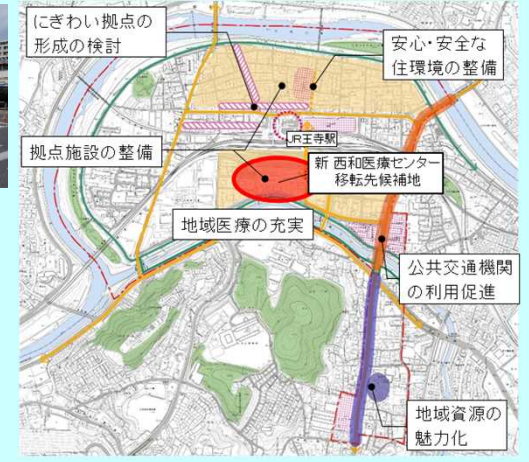 にぎわい拠点の
形成の検討
安心・安全な
住環境の整備
JR王寺駅
拠点施設の整備
新 西和医療センター
移転先候補地
地域医療の充実
公共交通機関
の利用促進
地域資源の
魅力化